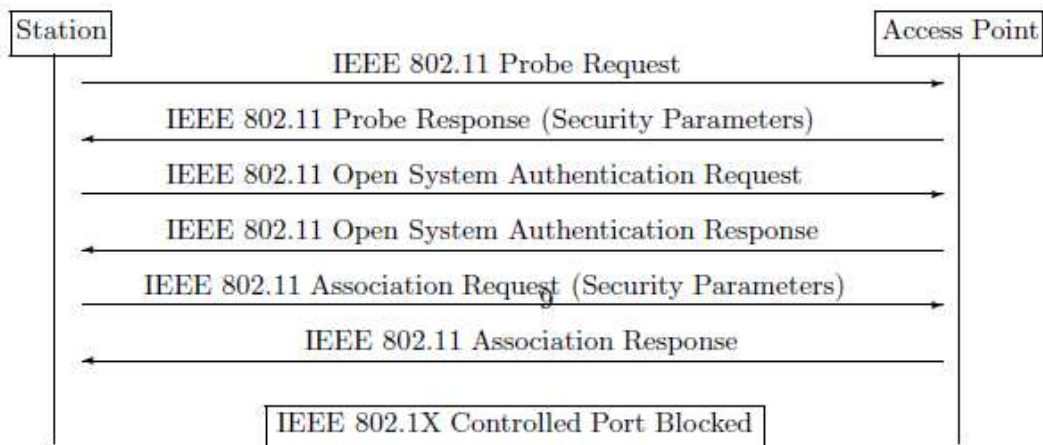 Station
Access Point
IEEE 802.11 Probe Request
IEEE 802.11 Probe Response (Security Parameters)
IEEE 802.11 Open System Authentication Request
IEEE 802.11 Open System Authentication Response
IEEE 802.11 Association Request (Security Parameters)
9
IEEE 802.11 Association Response
IEEE 802.1X Controlled Port Blocked